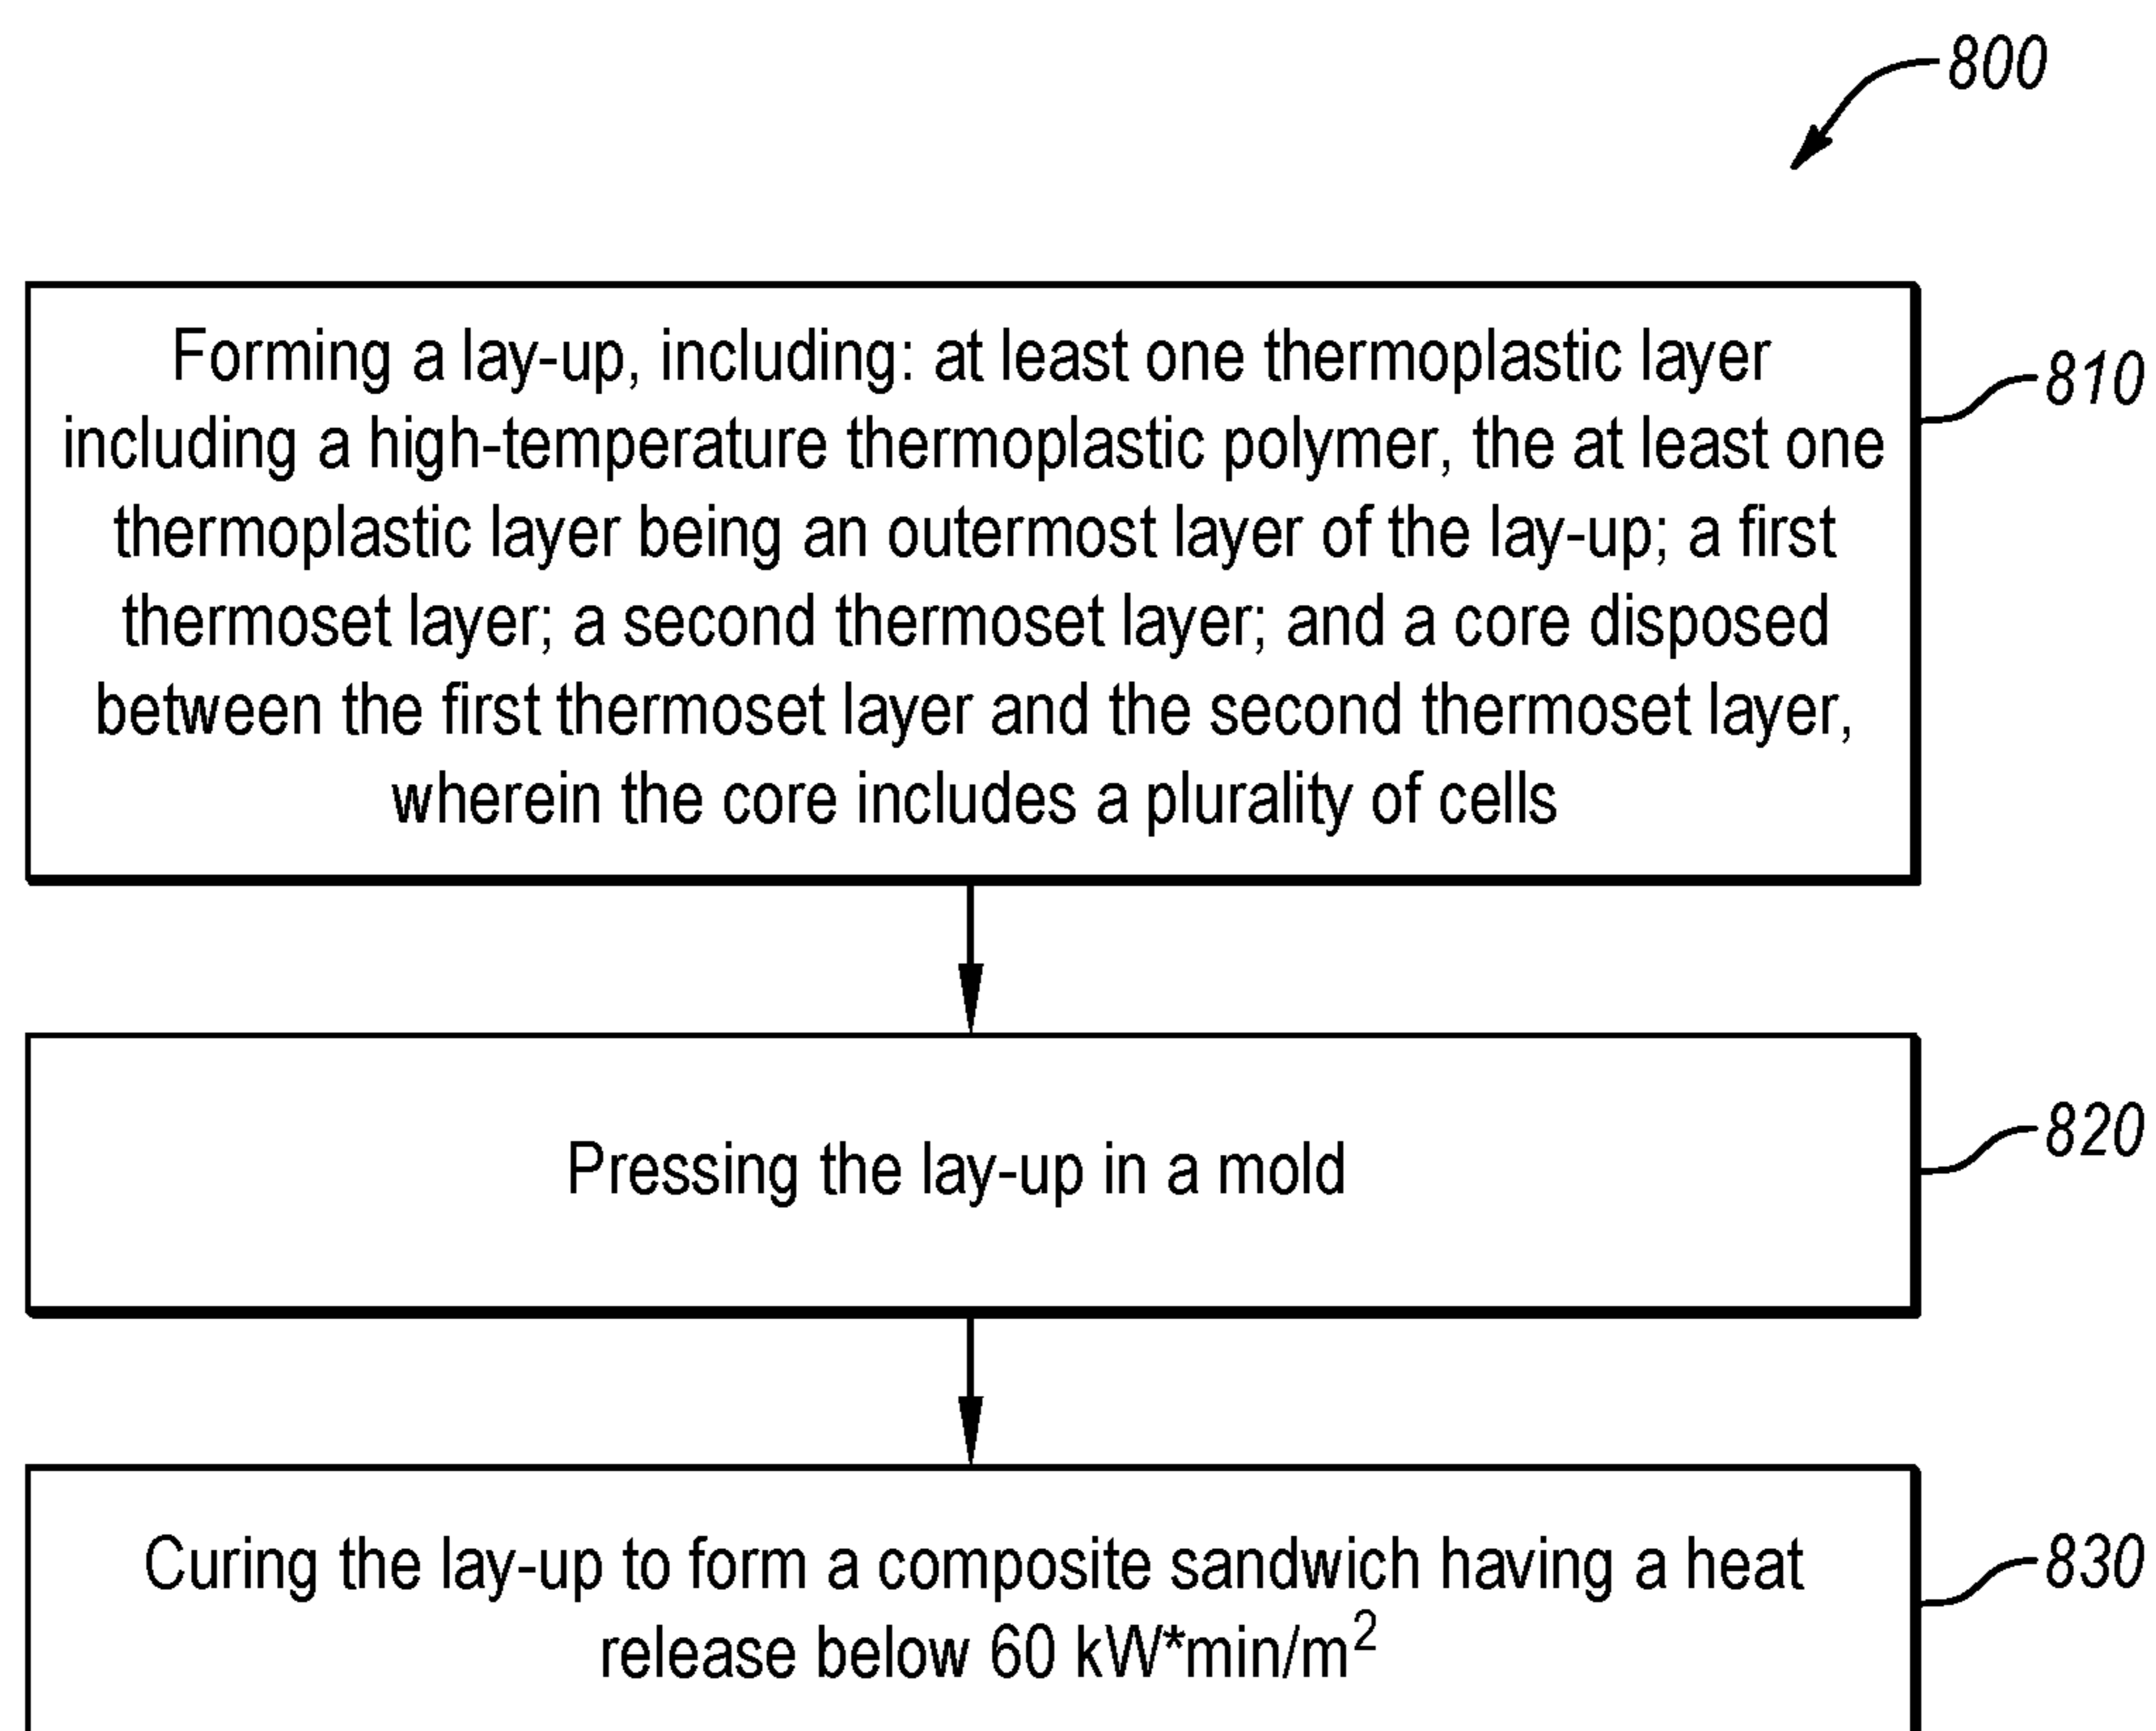 800
Forming a lay-up, including: at least one thermoplastic layer
including a high-temperature thermoplastic polymer, the at least one
thermoplastic layer being an outermost layer of the lay-up; a first
thermoset layer; a second thermoset layer; and a core disposed
between the first thermoset layer and the second thermoset layer,
wherein the core includes a plurality of cells
810
Pressing the lay-up in a mold
820
Curing the lay-up to form a composite sandwich having a heat
release below 60 kW*min/m²
830